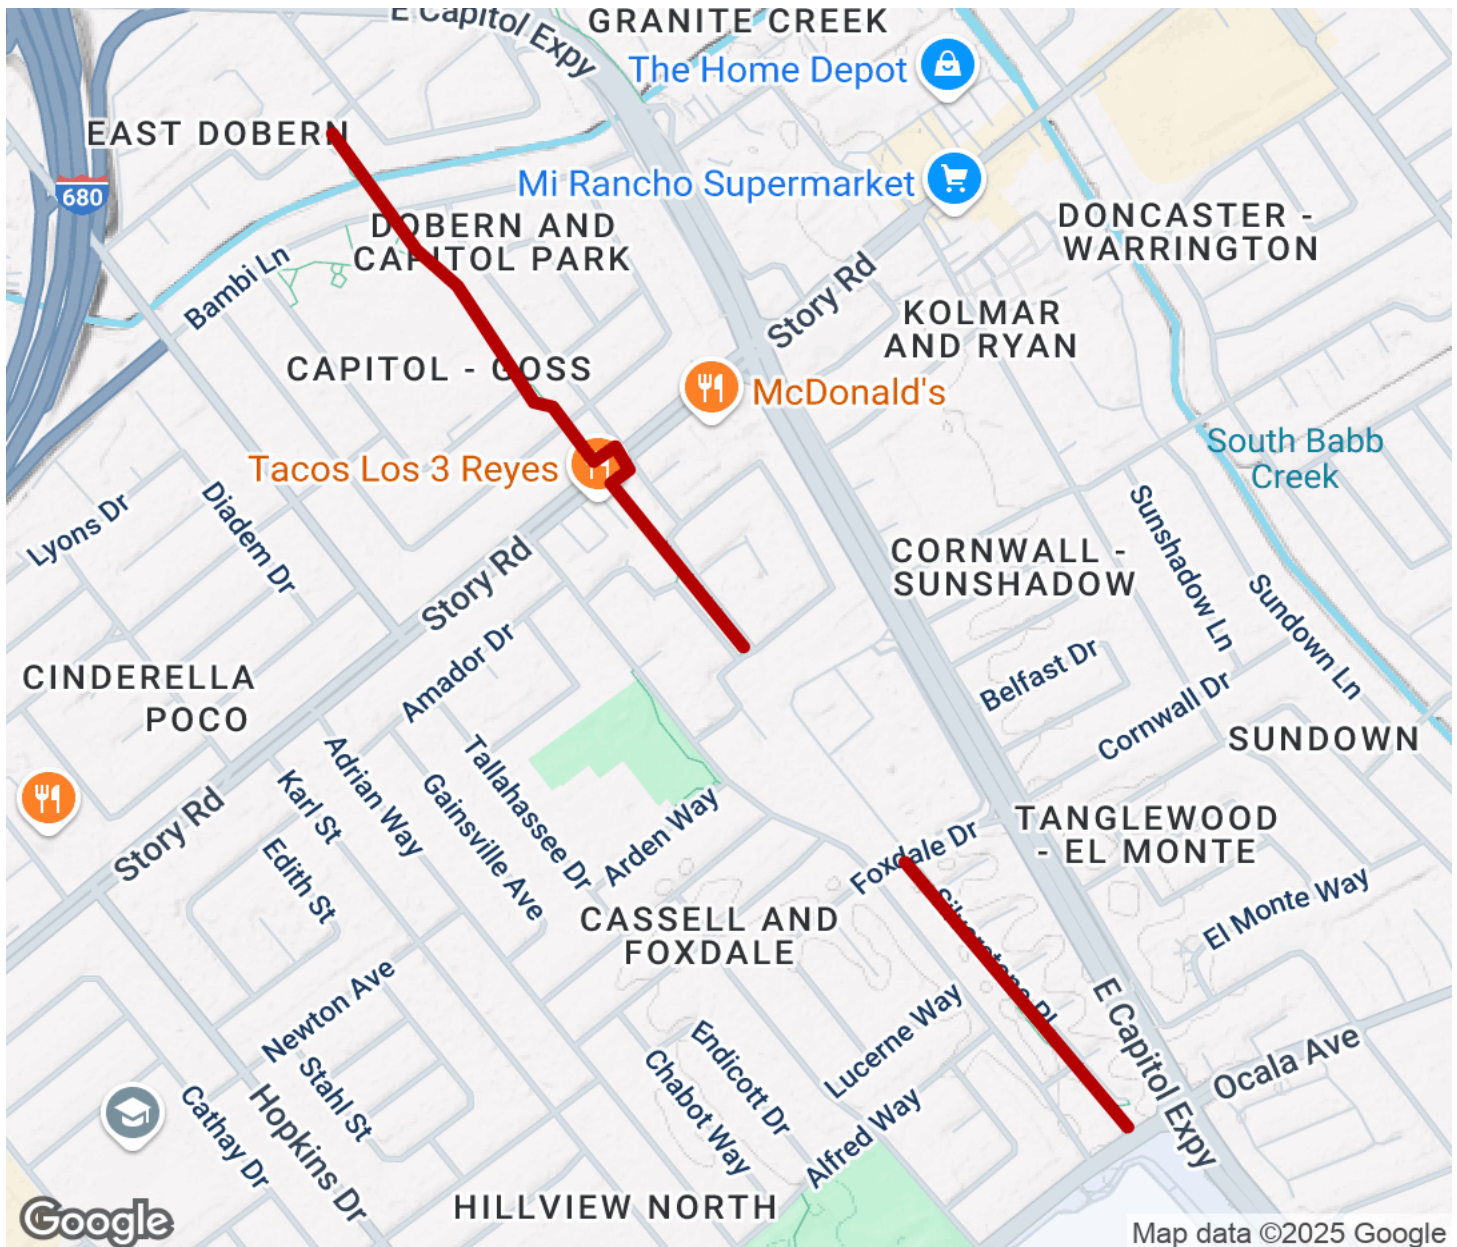 E Capitol Expy
GRANITE CREEK
The Home Depot
EAST DOBERN
680
Mi Rancho Supermarket
DOBERN AND
CAPITOL PARK
DONCASTER -
WARRINGTON
Bambi Ln
Story Rd
KOLMAR
AND RYAN
CAPITOL - GOSS
McDonald's
South Babb
Creek
Tacos Los 3 Reyes
Lyons Dr
Diadem Dr
Sunshadow Ln
Story Rd
CORNWALL -
SUNSHADOW
Sundown Ln
Amador Dr
Belfast Dr
CINDERELLA
POCO
Cornwall Dr
SUNDOWN
Adrian Way
Tallahassee Dr
Karl St
Gainsville Ave
Story Rd
Arden Way
TANGLEWOOD
- EL MONTE
Foxdale Dr
Edith St
El Monte Way
CASSELL AND
FOXDALE
Silverstone Pl
Newton Ave
Lucerne Way
E Capitol Expy
Ocala Ave
Endicott Dr
Stahl St
Chabot Way
Cathay Dr
Hopkins Dr
Alfred Way
HILLVIEW NORTH
Google
Map data ©2025 Google